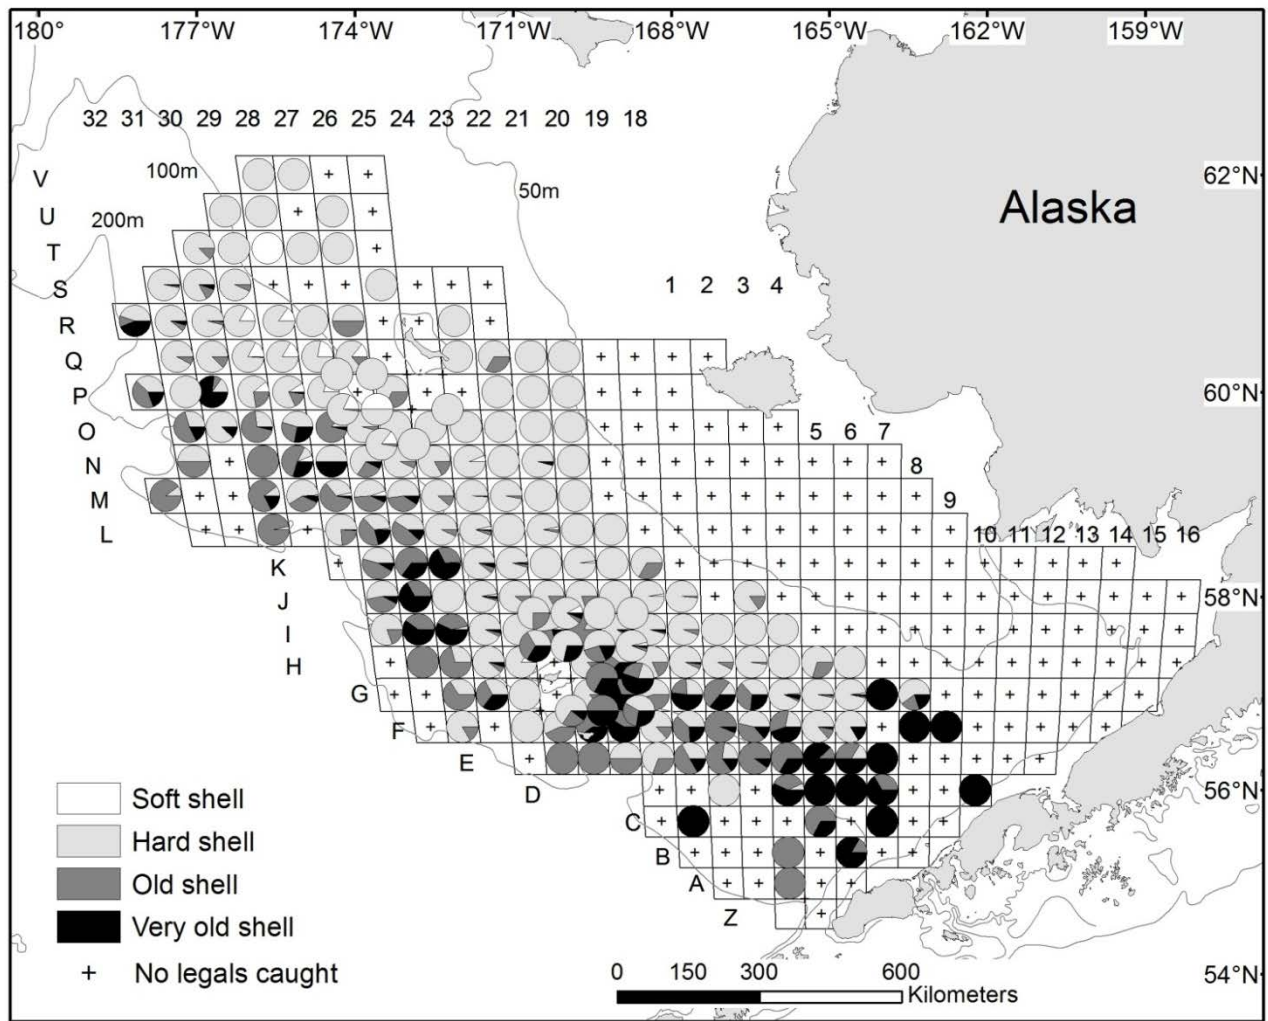 180° 177°W 174°W 171°W 168°W 165°W 162°W 159°W
32 31 30 29 28 27 26 25 24 23 22 21 20 19 18
100m
62°N
V
50m
Alaska
U
200m
T
S
1 2 3 4
R
Q
P
60°N
O
5 6 7
N
8
M
9
L
10 11 12 13 14 15 16
K
J
58°N
I
H
G
F
E
D
56°N
Soft shell
C
Hard shell
B
Old shell
A
Z
Very old shell
No legals caught
0 150 300 600
54°N
Kilometers